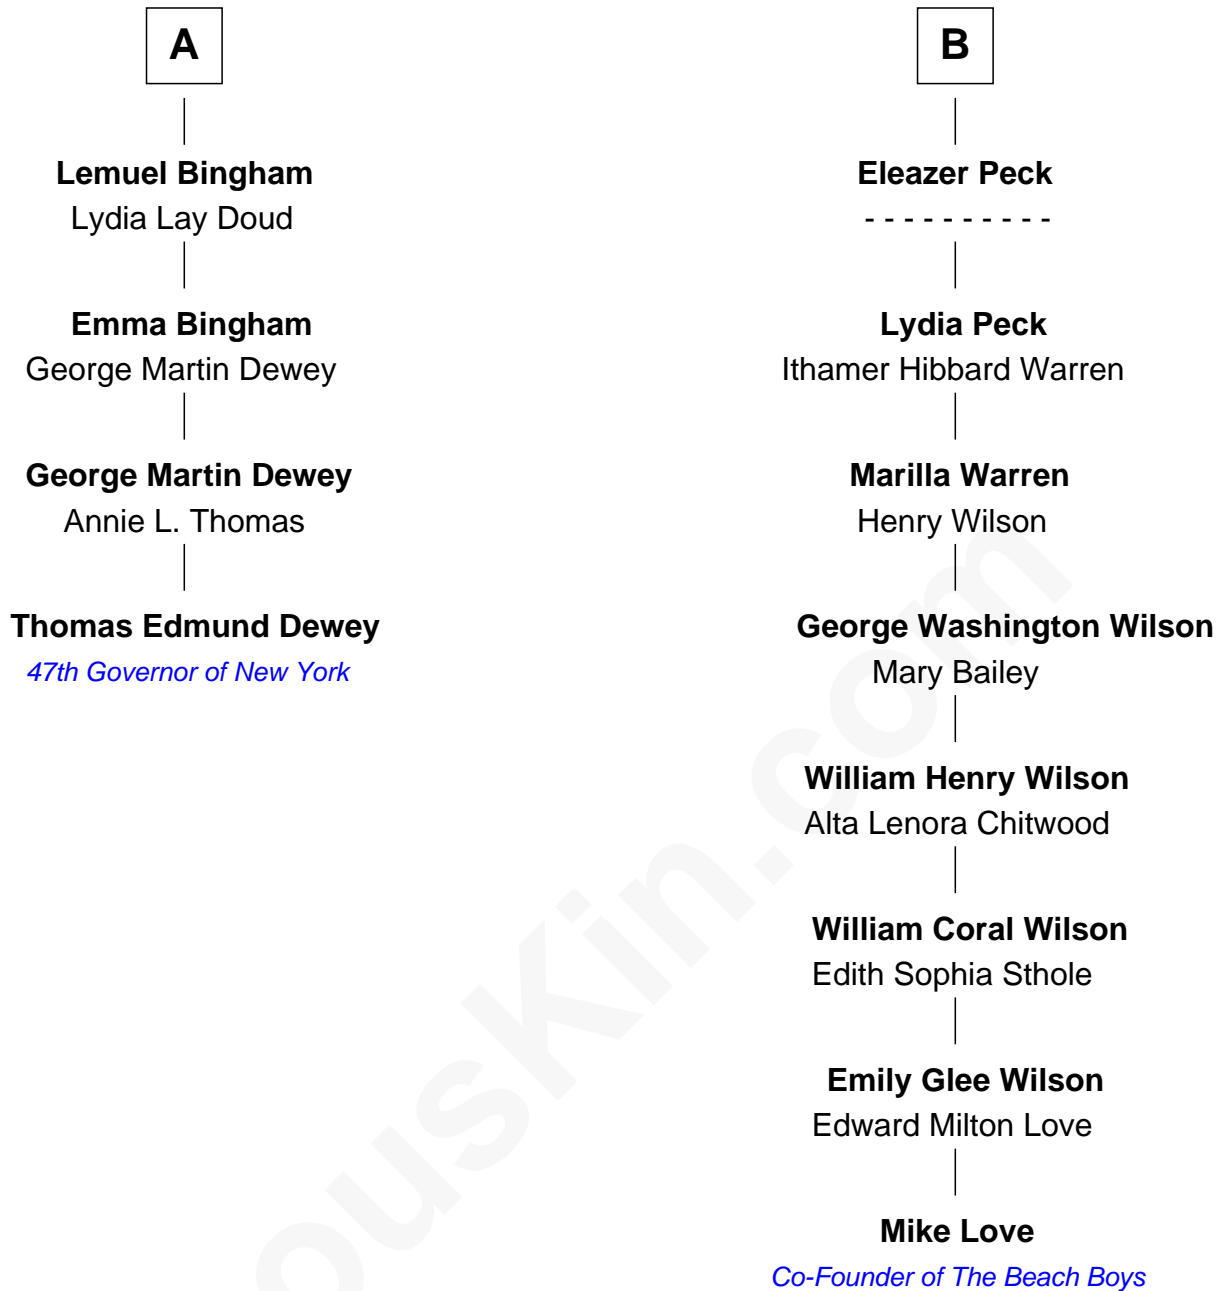 A
Lemuel Bingham
Lydia Lay Doud
Emma Bingham
George Martin Dewey
George Martin Dewey
Annie L. Thomas
Thomas Edmund Dewey
47th Governor of New York
B
Eleazer Peck
- - - - - - - - - -
Lydia Peck
Ithamer Hibbard Warren
Marilla Warren
Henry Wilson
George Washington Wilson
Mary Bailey
William Henry Wilson
Alta Lenora Chitwood
William Coral Wilson
Edith Sophia Sthole
Emily Glee Wilson
Edward Milton Love
Mike Love
Co-Founder of The Beach Boys
ousKin.com